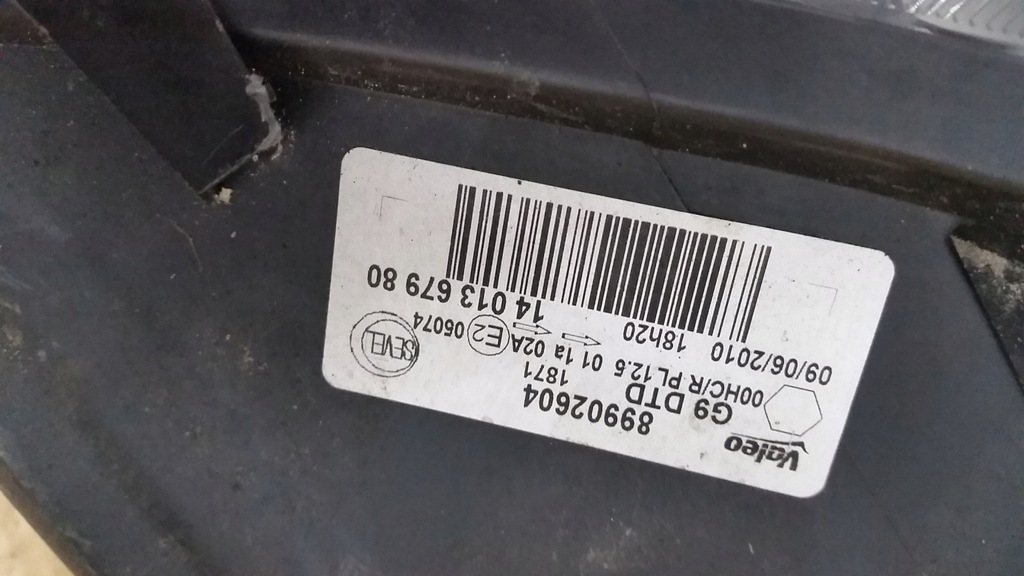 Valeo
89902604
G9 DTD 1871
00HC/R PL 12.5 01 1a 02A E2 05074
SEVEL
09/06/2010 18h20
14 013 679 80